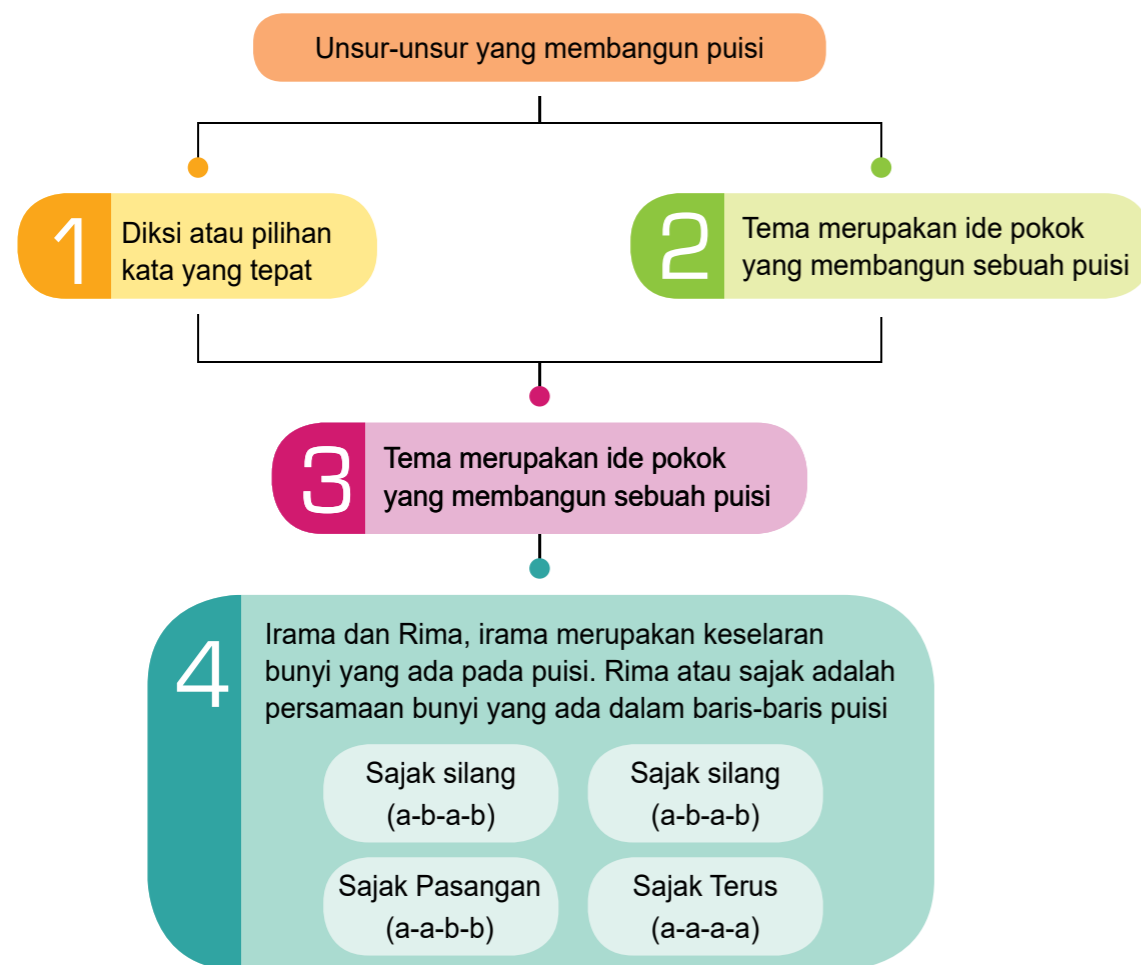 Unsur-unsur yang membangun puisi
1
Diksi atau pilihan
kata yang tepat
2
Tema merupakan ide pokok
yang membangun sebuah puisi
3
Tema merupakan ide pokok
yang membangun sebuah puisi
4
Irama dan Rima, irama merupakan keselaran
bunyi yang ada pada puisi. Rima atau sajak adalah
persamaan bunyi yang ada dalam baris-baris puisi
Sajak silang
(a-b-a-b)
Sajak silang
(a-b-a-b)
Sajak Pasangan
(a-a-b-b)
Sajak Terus
(a-a-a-a)